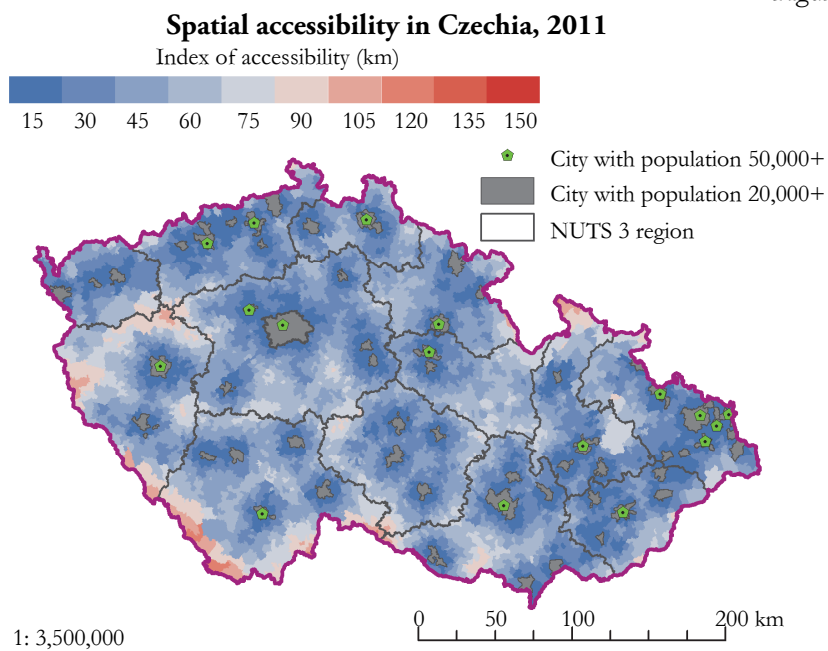 Spatial accessibility in Czechia, 2011
Index of accessibility (km)
15 30 45 60 75 90 105 120 135 150
City with population 50,000+
City with population 20,000+
NUTS 3 region
0 50 100 200 km
1: 3,500,000